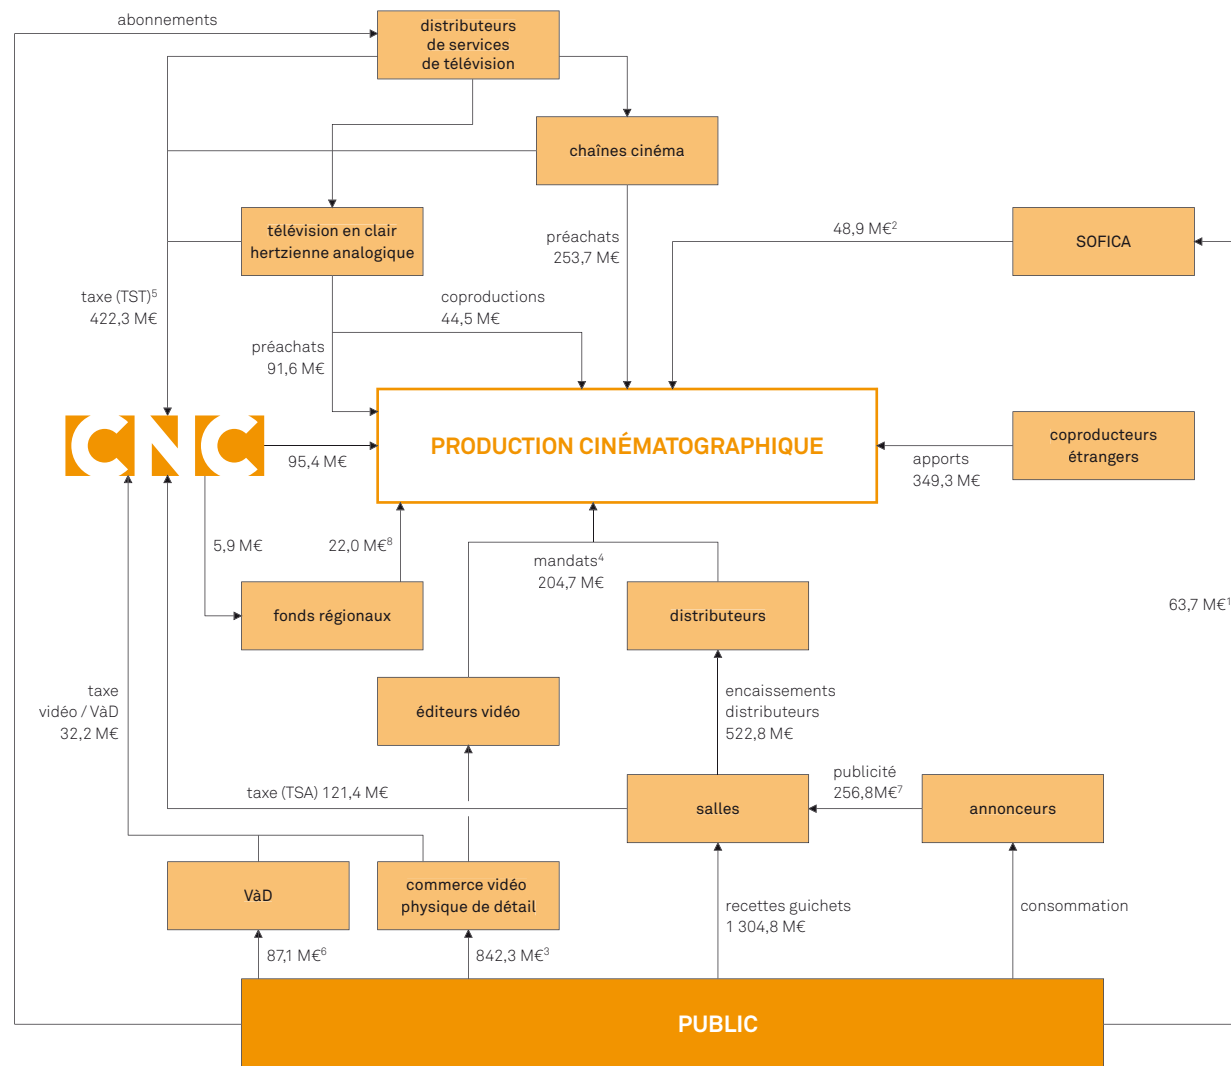 abonnements
distributeurs
de services
de télévision
chaînes cinéma
télévision en clair
hertzienne analogique
préachats
253,7 M€
48,9 M€²
SOFICA
taxe (TST)⁵
422,3 M€
coproductions
44,5 M€
préachats
91,6 M€
CNC
95,4 M€
PRODUCTION CINÉMATOGRAPHIQUE
apports
349,3 M€
coproducteurs
étrangers
5,9 M€
22,0 M€⁸
mandats⁴
204,7 M€
fonds régionaux
distributeurs
63,7 M€¹
taxe
vidéo / VàD
32,2 M€
éditeurs vidéo
encaissements
distributeurs
522,8 M€
taxe (TSA) 121,4 M€
salles
publicité
256,8M€⁷
annonceurs
VàD
commerce vidéo
physique de détail
recettes guichets
1 304,8 M€
consommation
87,1 M€⁶
842,3 M€³
PUBLIC